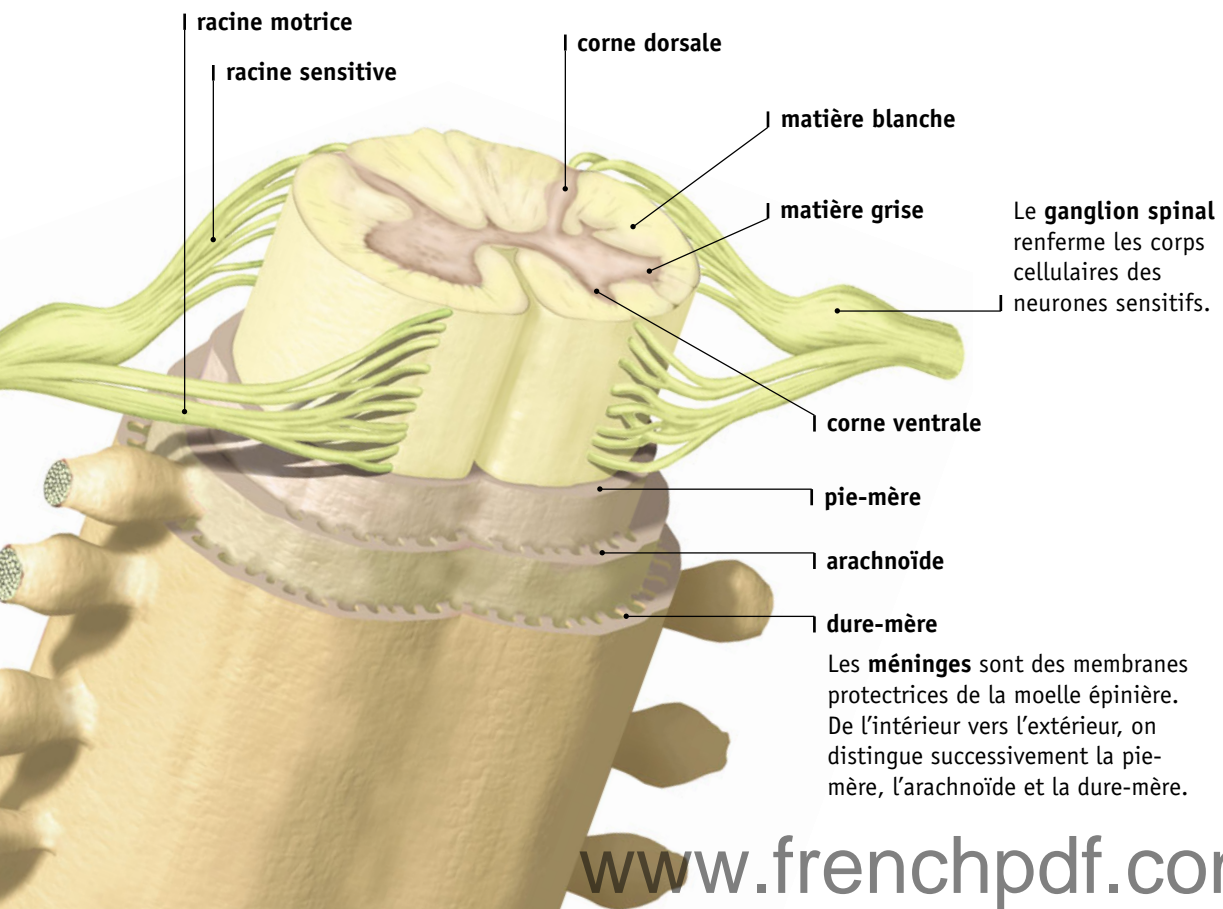 racine motrice
racine sensitive
corne dorsale
matière blanche
matière grise
Le ganglion spinal
renferme les corps
cellulaires des
neurones sensitifs.
corne ventrale
pie-mère
arachnoïde
dure-mère
Les méninges sont des membranes
protectrices de la moelle épinière.
De l’intérieur vers l’extérieur, on
distingue successivement la pie-
mère, l’arachnoïde et la dure-mère.
www.frenchpdf.com